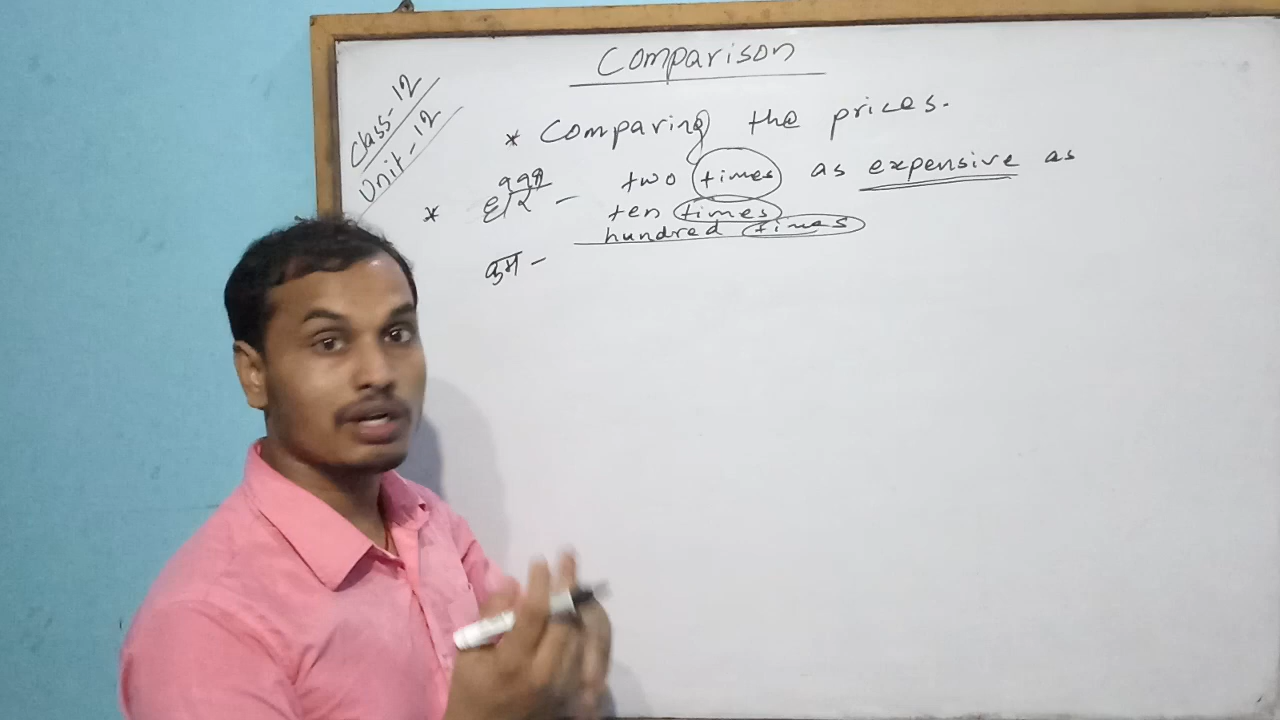 Comparison
Class-12
Unit-12
* Comparing the prices.
* two times as expensive as
ten times
hundred times
कम -